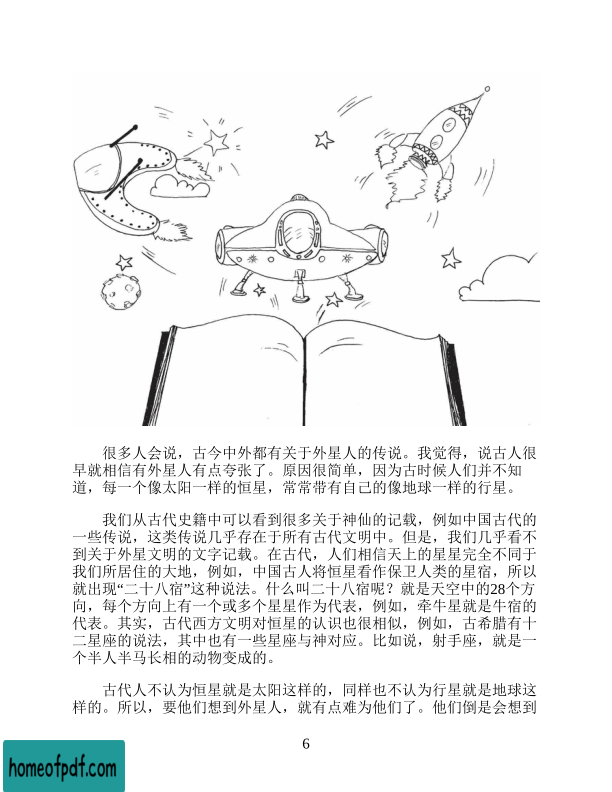 很多人会说，古今中外都有关于外星人的传说。我觉得，说古人很
早就相信有外星人有点夸张了。原因很简单，因为古时候人们并不知
道，每一个像太阳一样的恒星，常常带有自己的像地球一样的行星。
我们从古代史籍中可以看到很多关于神仙的记载，例如中国古代的
一些传说，这类传说几乎存在于所有古代文明中。但是，我们几乎看不
到关于外星文明的文字记载。在古代，人们相信天上的星星完全不同于
我们所居住的大地，例如，中国古人将恒星看作保卫人类的星宿，所以
就出现“二十八宿”这种说法。什么叫二十八宿呢？就是天空中的28个方
向，每个方向上有一个或多个星星作为代表，例如，牵牛星就是牛宿的
代表。其实，古代西方文明对恒星的认识也很相似，例如，古希腊有十
二星座的说法，其中也有一些星座与神对应。比如说，射手座，就是一
个半人半马长相的动物变成的。
古代人不认为恒星就是太阳这样的，同样也不认为行星就是地球这
样的。所以，要他们想到外星人，就有点难为他们了。他们倒是会想到
6
homeofpdf.com